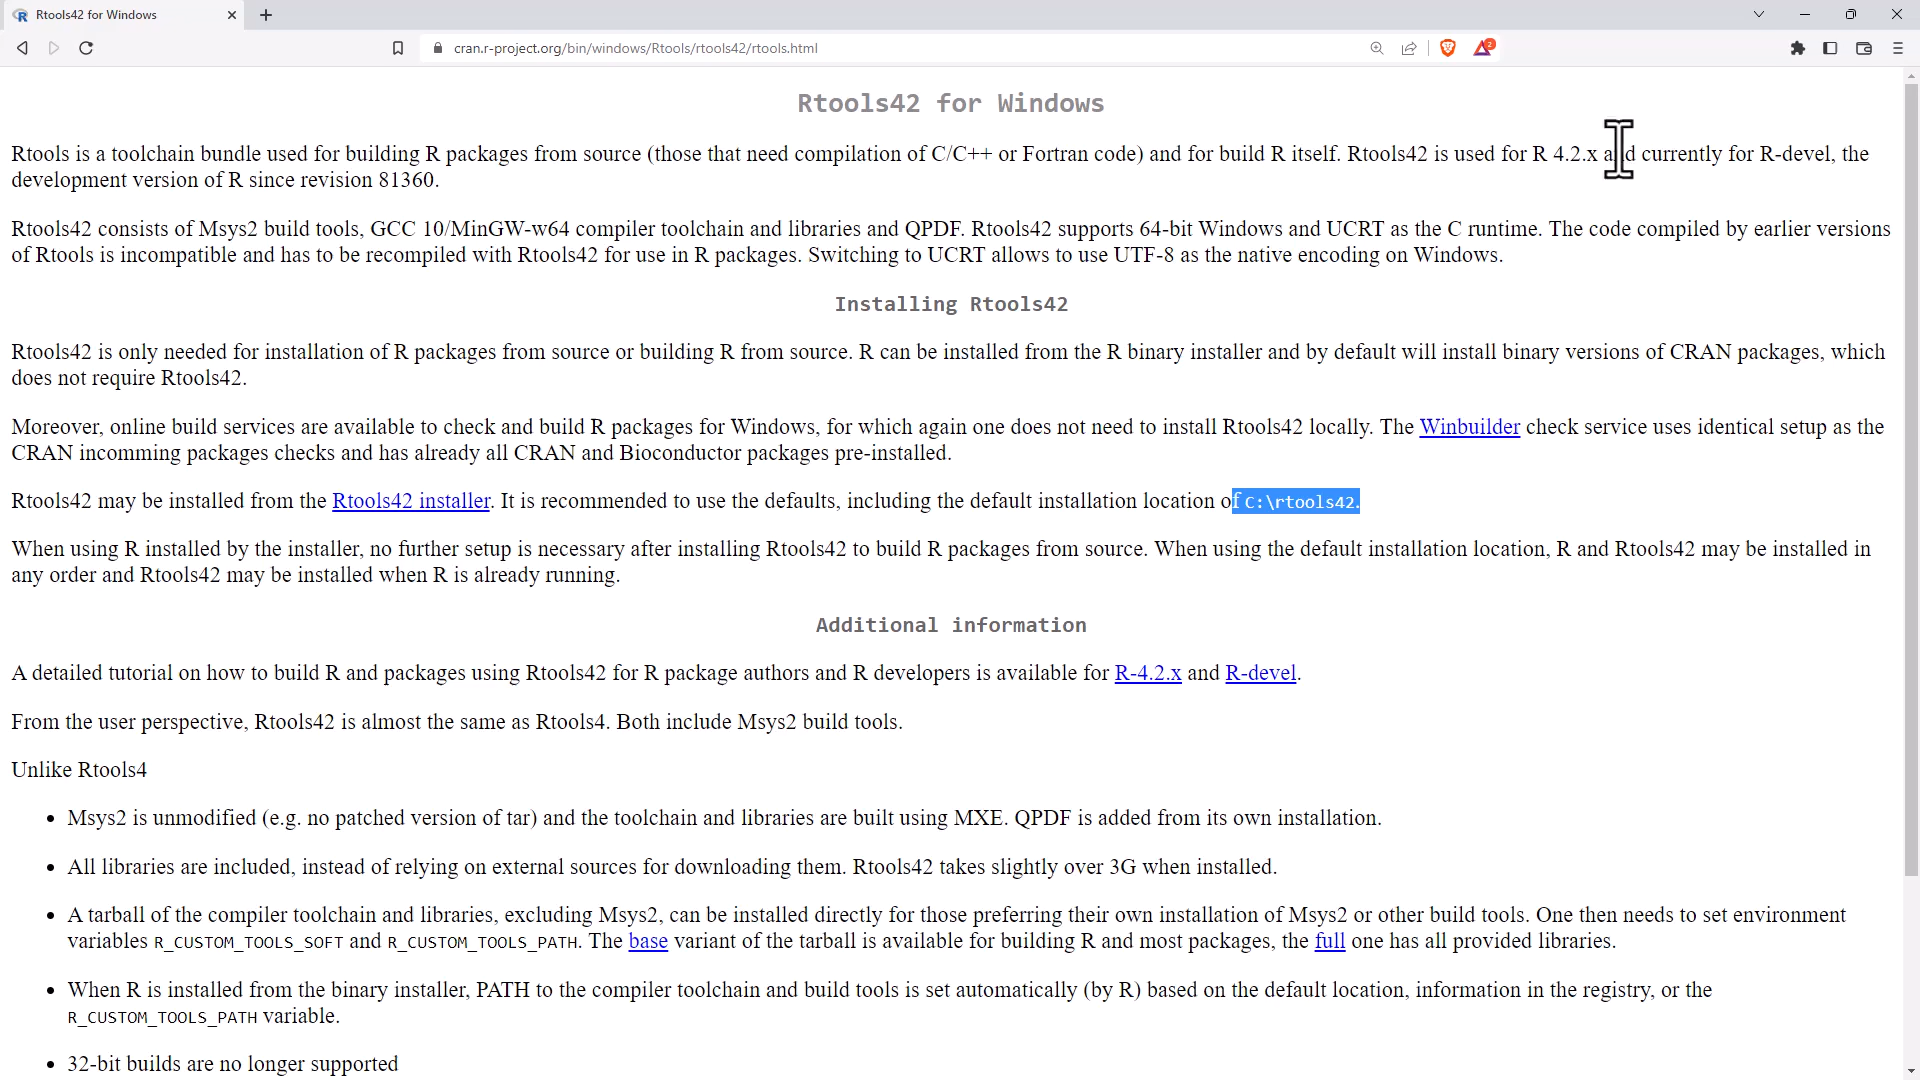 Rtools42 for Windows
cran.r-project.org/bin/windows/Rtools/rtools42/rtools.html
2
Rtools42 for Windows
Rtools is a toolchain bundle used for building R packages from source (those that need compilation of C/C++ or Fortran code) and for build R itself. Rtools42 is used for R 4.2.x and currently for R-devel, the
development version of R since revision 81360.
Rtools42 consists of Msys2 build tools, GCC 10/MinGW-w64 compiler toolchain and libraries and QPDF. Rtools42 supports 64-bit Windows and UCRT as the C runtime. The code compiled by earlier versions
of Rtools is incompatible and has to be recompiled with Rtools42 for use in R packages. Switching to UCRT allows to use UTF-8 as the native encoding on Windows.
Installing Rtools42
Rtools42 is only needed for installation of R packages from source or building R from source. R can be installed from the R binary installer and by default will install binary versions of CRAN packages, which
does not require Rtools42.
Moreover, online build services are available to check and build R packages for Windows, for which again one does not need to install Rtools42 locally. The Winbuilder check service uses identical setup as the
CRAN incomming packages checks and has already all CRAN and Bioconductor packages pre-installed.
Rtools42 may be installed from the Rtools42 installer. It is recommended to use the defaults, including the default installation location of C:\rtools42.
When using R installed by the installer, no further setup is necessary after installing Rtools42 to build R packages from source. When using the default installation location, R and Rtools42 may be installed in
any order and Rtools42 may be installed when R is already running.
Additional information
A detailed tutorial on how to build R and packages using Rtools42 for R package authors and R developers is available for R-4.2.x and R-devel.
From the user perspective, Rtools42 is almost the same as Rtools4. Both include Msys2 build tools.
Unlike Rtools4
• Msys2 is unmodified (e.g. no patched version of tar) and the toolchain and libraries are built using MXE. QPDF is added from its own installation.
• All libraries are included, instead of relying on external sources for downloading them. Rtools42 takes slightly over 3G when installed.
• A tarball of the compiler toolchain and libraries, excluding Msys2, can be installed directly for those preferring their own installation of Msys2 or other build tools. One then needs to set environment
variables R_CUSTOM_TOOLS_SOFT and R_CUSTOM_TOOLS_PATH. The base variant of the tarball is available for building R and most packages, the full one has all provided libraries.
• When R is installed from the binary installer, PATH to the compiler toolchain and build tools is set automatically (by R) based on the default location, information in the registry, or the
R_CUSTOM_TOOLS_PATH variable.
• 32-bit builds are no longer supported